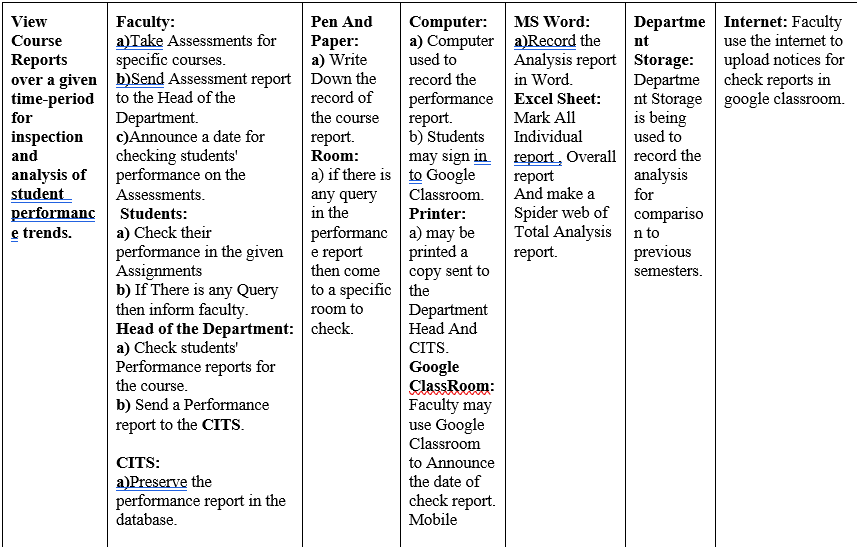 View
Course
Reports
over a given
time-period
for
inspection
and
analysis of
student
performanc
e trends.
Faculty:
a)Take Assessments for
specific courses.
b)Send Assessment report
to the Head of the
Department.
c)Announce a date for
checking students'
performance on the
Assessments.
Students:
a) Check their
performance in the given
Assignments
b) If There is any Query
then inform faculty.
Head of the Department:
a) Check students'
Performance reports for
the course.
b) Send a Performance
report to the CITS.
CITS:
a)Preserve the
performance report in the
database.
Pen And
Paper:
a) Write
Down the
record of
the course
report.
Room:
a) if there is
any query
in the
performanc
e report
then come
to a specific
room to
check.
Computer:
a) Computer
used to
record the
performance
report.
b) Students
may sign in
to Google
Classroom.
Printer:
a) may be
printed a
copy sent to
the
Department
Head And
CITS.
Google
ClassRoom:
Faculty may
use Google
Classroom
to Announce
the date of
check report.
Mobile
MS Word:
a)Record the
Analysis report
in Word.
Excel Sheet:
Mark All
Individual
report , Overall
report
And make a
Spider web of
Total Analysis
report.
Departme
nt
Storage:
Departme
nt Storage
is being
used to
record the
analysis
for
compariso
n to
previous
semesters.
Internet: Faculty
use the internet to
upload notices for
check reports in
google classroom.